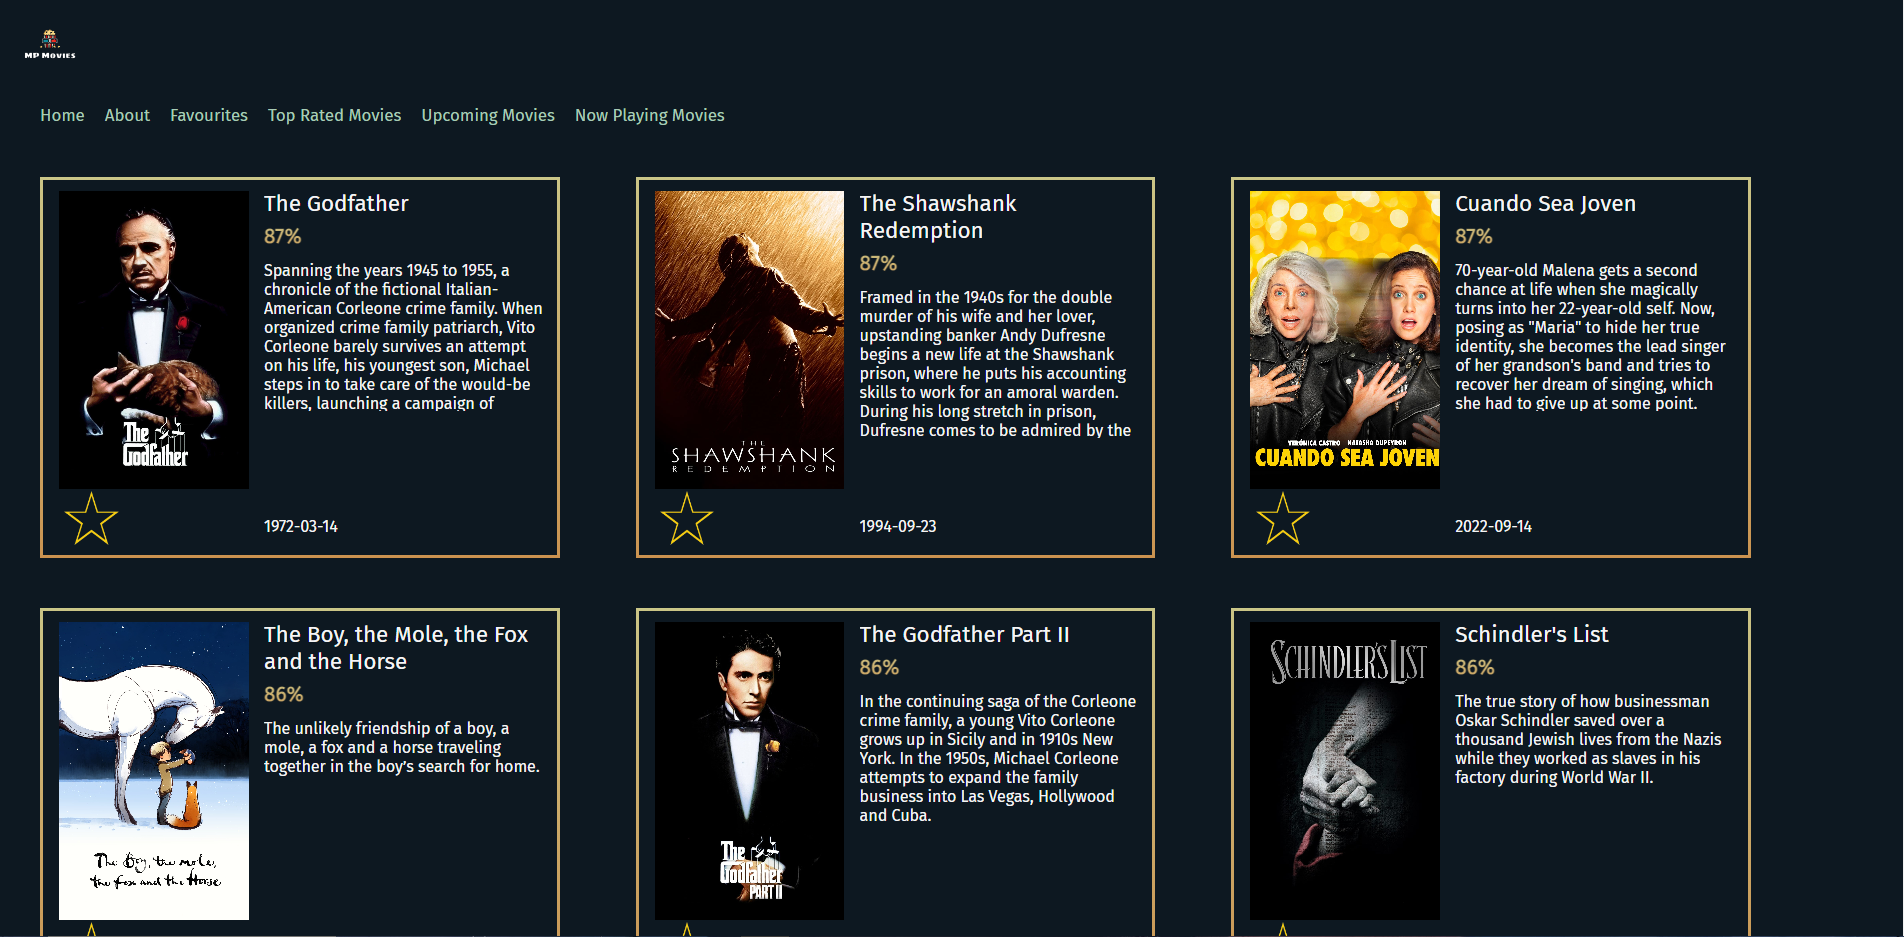 MP MOVIES
Home About Favourites Top Rated Movies Upcoming Movies Now Playing Movies
The Godfather
87%
Spanning the years 1945 to 1955, a
chronicle of the fictional Italian-
American Corleone crime family. When
organized crime family patriarch, Vito
Corleone barely survives an attempt
on his life, his youngest son, Michael
steps in to take care of the would-be
killers, launching a campaign of
The
Godfather
1972-03-14
The Shawshank
Redemption
87%
Framed in the 1940s for the double
murder of his wife and her lover,
upstanding banker Andy Dufresne
begins a new life at the Shawshank
prison, where he puts his accounting
skills to work for an amoral warden.
During his long stretch in prison,
Dufresne comes to be admired by the
THE
SHAWSHANK
REDEMPTION
1994-09-23
Cuando Sea Joven
87%
70-year-old Malena gets a second
chance at life when she magically
turns into her 22-year-old self. Now,
posing as "Maria" to hide her true
identity, she becomes the lead singer
of her grandson's band and tries to
recover her dream of singing, which
she had to give up at some point.
VERÓNICA CASTRO NATASHA DUPEYRON
CUANDO SEA JOVEN
2022-09-14
The Boy, the Mole, the Fox
and the Horse
86%
The unlikely friendship of a boy, a
mole, a fox and a horse traveling
together in the boy’s search for home.
The Boy, the mole,
the fox and the Horse
The Godfather Part II
86%
In the continuing saga of the Corleone
crime family, a young Vito Corleone
grows up in Sicily and in 1910s New
York. In the 1950s, Michael Corleone
attempts to expand the family
business into Las Vegas, Hollywood
and Cuba.
The
Godfather
PART II
Schindler's List
86%
The true story of how businessman
Oskar Schindler saved over a
thousand Jewish lives from the Nazis
while they worked as slaves in his
factory during World War II.
SCHINDLER'S LIST